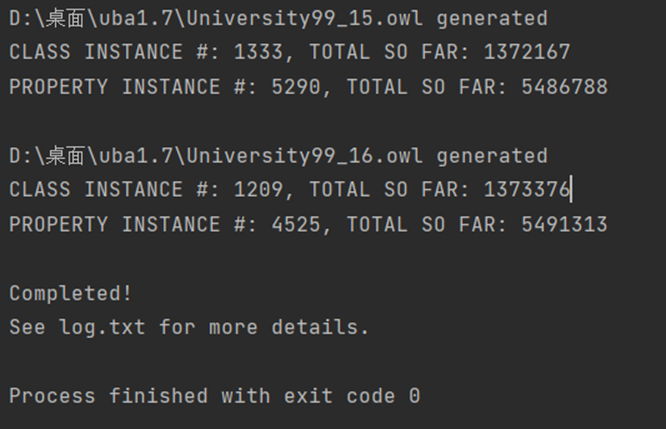 D:\桌面\uba1.7\University99_15.owl generated
CLASS INSTANCE #: 1333, TOTAL SO FAR: 1372167
PROPERTY INSTANCE #: 5290, TOTAL SO FAR: 5486788
D:\桌面\uba1.7\University99_16.owl generated
CLASS INSTANCE #: 1209, TOTAL SO FAR: 1373376
PROPERTY INSTANCE #: 4525, TOTAL SO FAR: 5491313
Completed!
See log.txt for more details.
Process finished with exit code 0